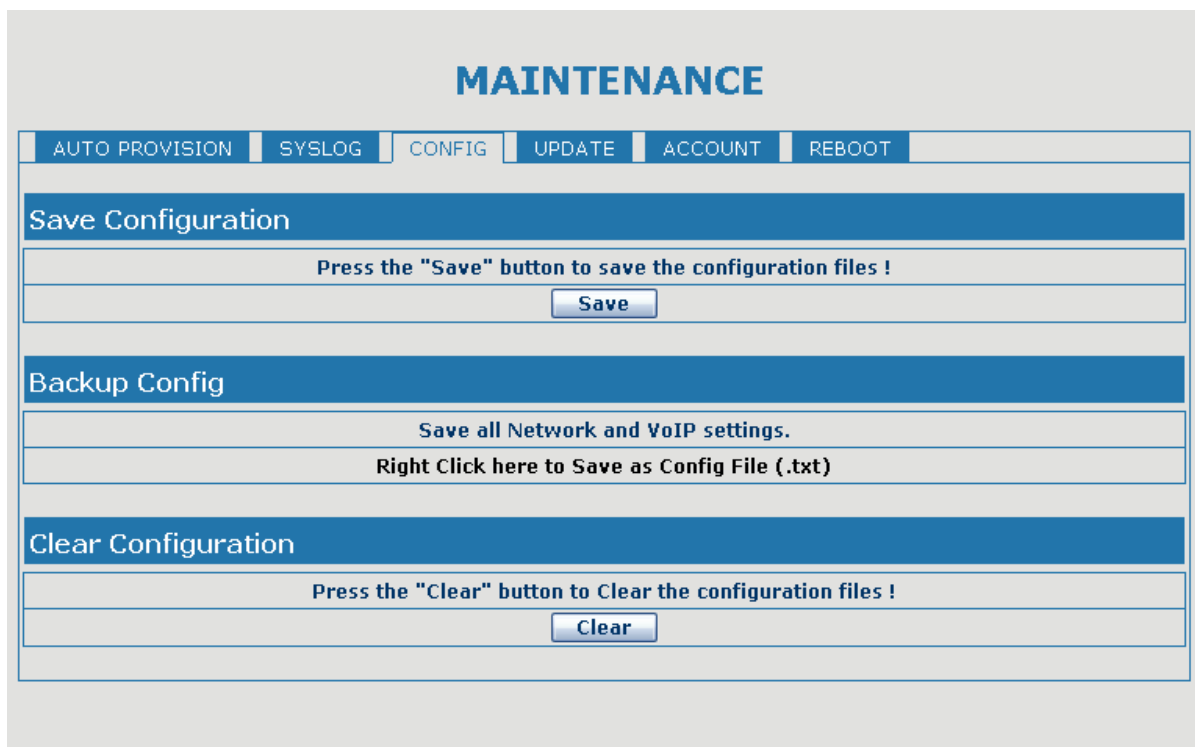 MAINTENANCE
AUTO PROVISION SYSLOG CONFIG UPDATE ACCOUNT REBOOT
Save Configuration
Press the "Save" button to save the configuration files !
Save
Backup Config
Save all Network and VoIP settings.
Right Click here to Save as Config File (.txt)
Clear Configuration
Press the "Clear" button to Clear the configuration files !
Clear